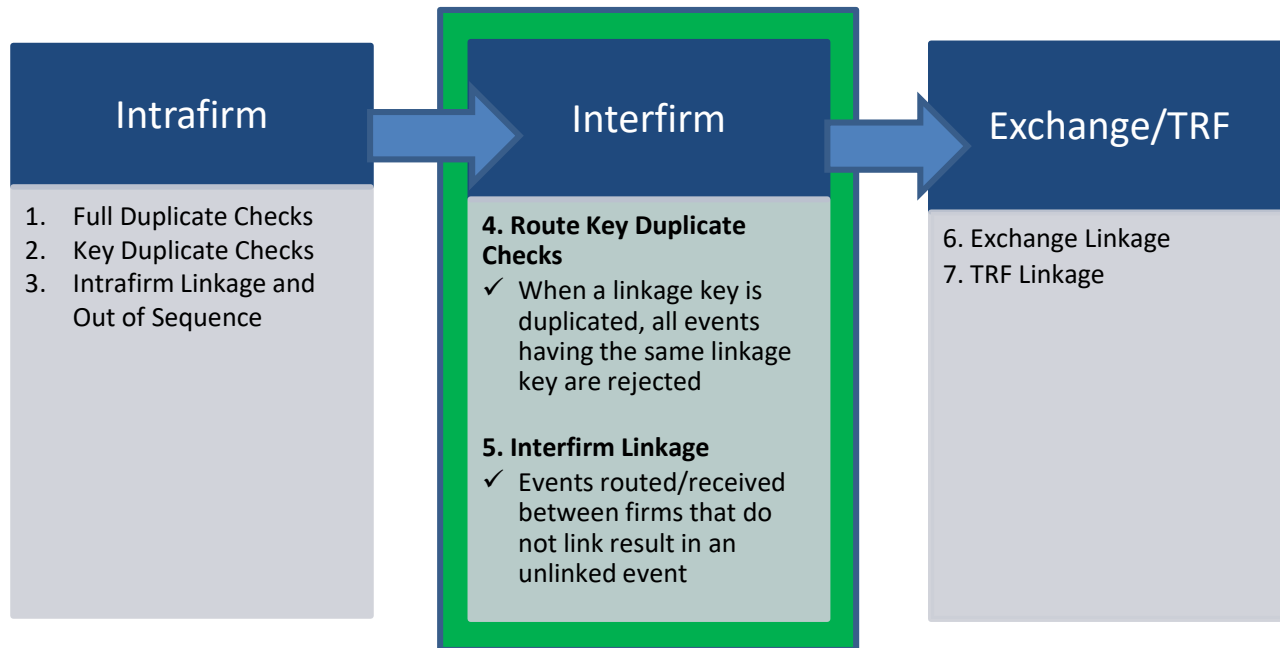 Intrafirm
1. Full Duplicate Checks
2. Key Duplicate Checks
3. Intrafirm Linkage and
Out of Sequence
Interfirm
4. Route Key Duplicate
Checks
✓ When a linkage key is
duplicated, all events
having the same linkage
key are rejected
5. Interfirm Linkage
✓ Events routed/received
between firms that do
not link result in an
unlinked event
Exchange/TRF
6. Exchange Linkage
7. TRF Linkage